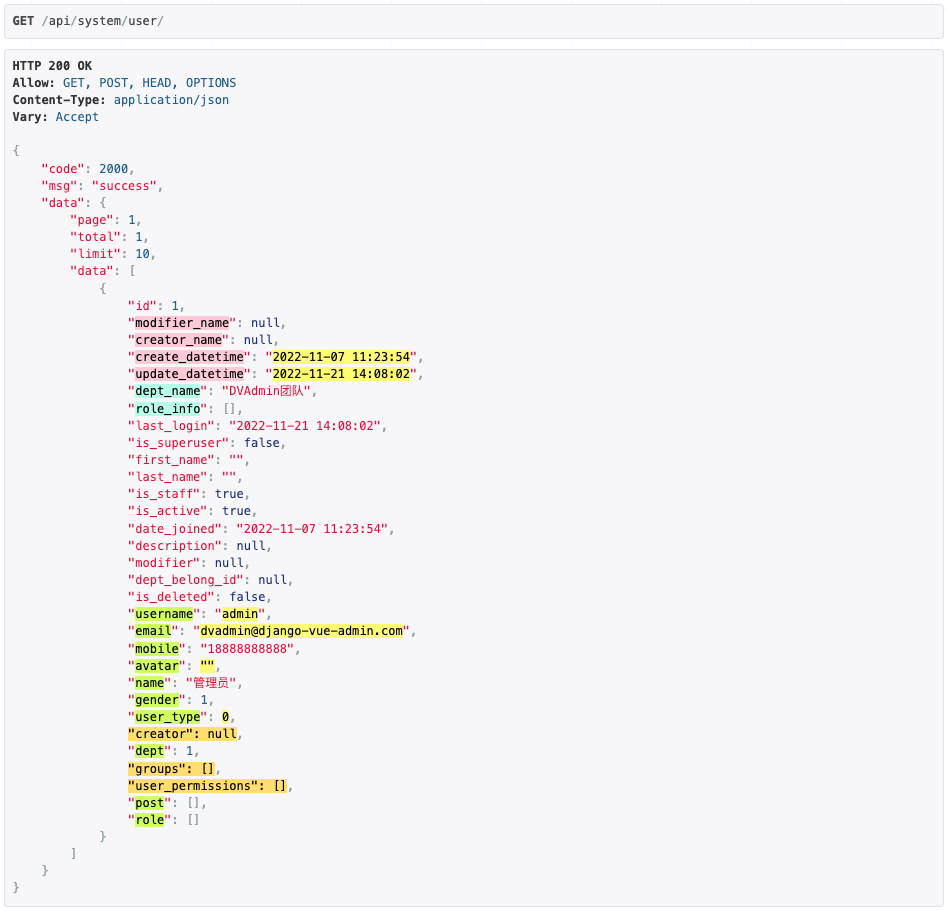 GET /api/system/user/
HTTP 200 OK
Allow: GET, POST, HEAD, OPTIONS
Content-Type: application/json
Vary: Accept
{
    "code": 2000,
    "msg": "success",
    "data": {
        "page": 1,
        "total": 1,
        "limit": 10,
        "data": [
            {
                "id": 1,
                "modifier_name": null,
                "creator_name": null,
                "create_datetime": "2022-11-07 11:23:54",
                "update_datetime": "2022-11-21 14:08:02",
                "dept_name": "DVAdmin团队",
                "role_info": [],
                "last_login": "2022-11-21 14:08:02",
                "is_superuser": false,
                "first_name": "",
                "last_name": "",
                "is_staff": true,
                "is_active": true,
                "date_joined": "2022-11-07 11:23:54",
                "description": null,
                "modifier": null,
                "dept_belong_id": null,
                "is_deleted": false,
                "username": "admin",
                "email": "dvadmin@django-vue-admin.com",
                "mobile": "18888888888",
                "avatar": "",
                "name": "管理员",
                "gender": 1,
                "user_type": 0,
                "creator": null,
                "dept": 1,
                "groups": [],
                "user_permissions": [],
                "post": [],
                "role": []
            }
        ]
    }
}